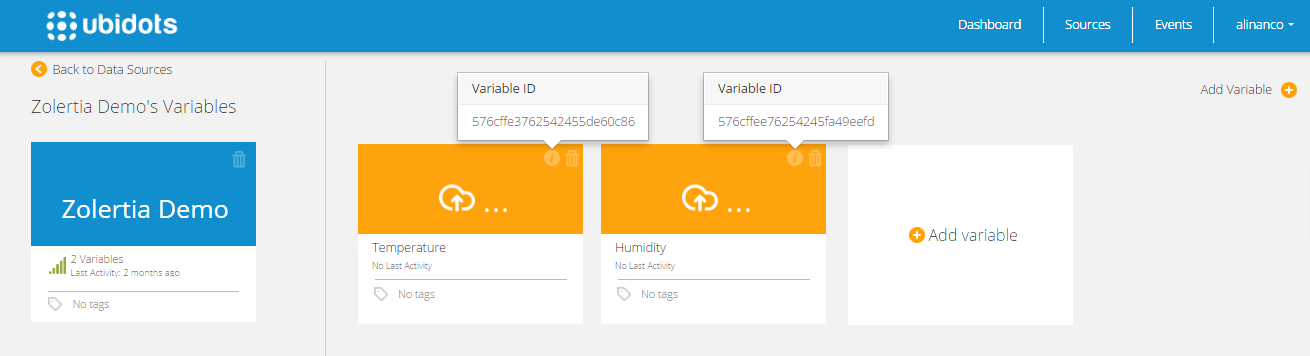 ubidots
Dashboard
Sources
Events
alinanco
Back to Data Sources
Zolertia Demo's Variables
Add Variable
Variable ID
576cffe3762542455de60c86
Variable ID
576cffee76254245fa49eefd
Zolertia Demo
2 Variables
Last Activity: 2 months ago
No tags
...
Temperature
No Last Activity
No tags
...
Humidity
No Last Activity
No tags
Add variable